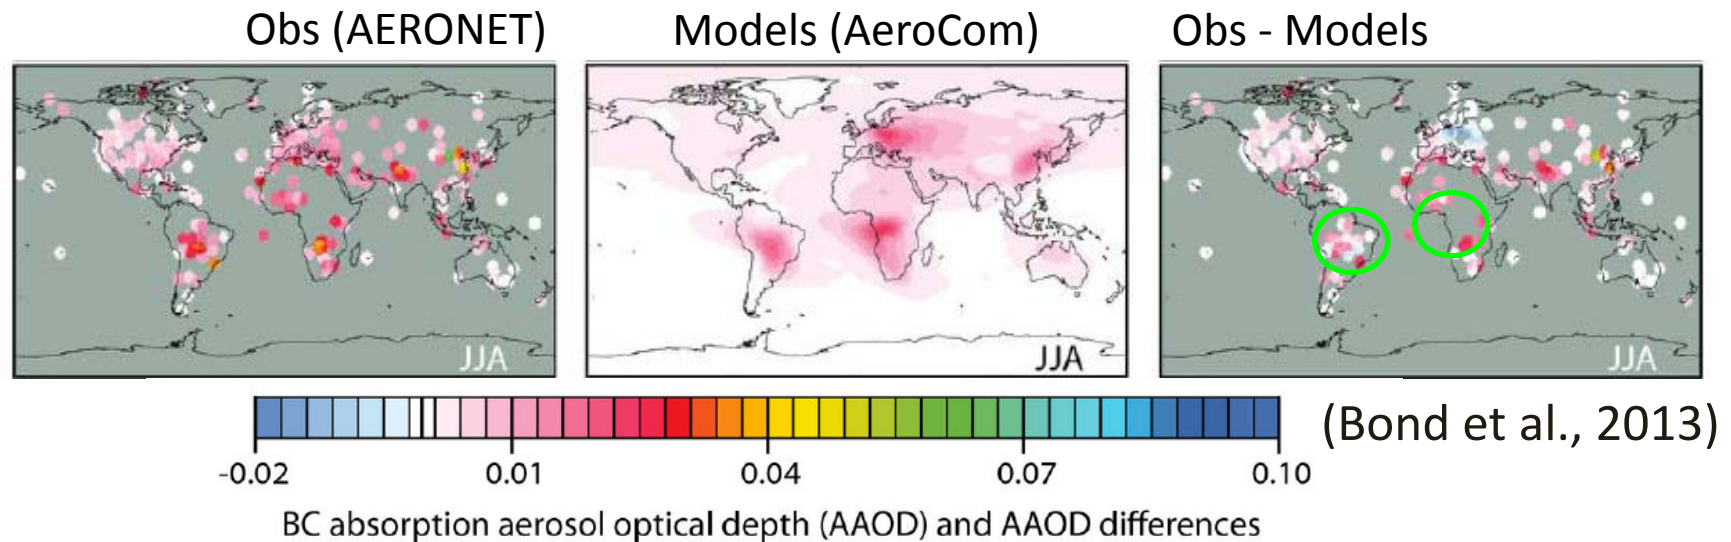 Obs (AERONET)
Models (AeroCom)
Obs - Models
JJA
JJA
JJA
-0.02
0.01
0.04
0.07
0.10
(Bond et al., 2013)
BC absorption aerosol optical depth (AAOD) and AAOD differences